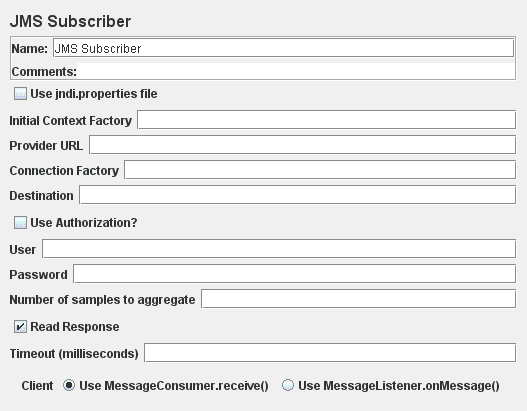 JMS Subscriber
Name: JMS Subscriber
Comments:
Use jndi.properties file
Initial Context Factory
Provider URL
Connection Factory
Destination
Use Authorization?
User
Password
Number of samples to aggregate
Read Response
Timeout (milliseconds)
Client Use MessageConsumer.receive() Use MessageListener.onMessage()